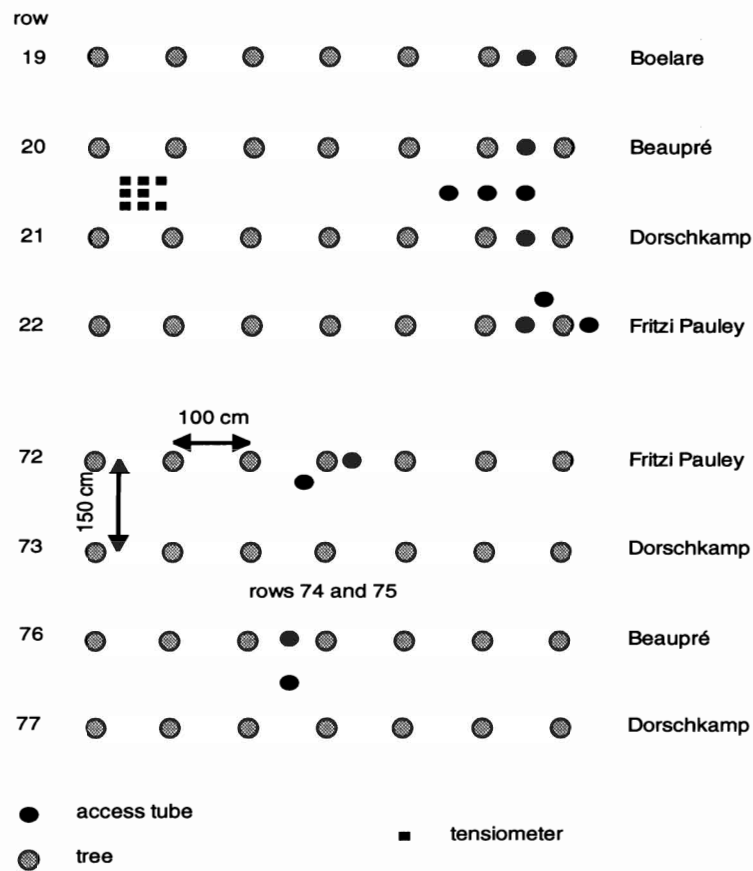 row
19 Boelare
20 Beaupré
21 Dorschkamp
22 Fritzi Pauley
100 cm
72 Fritzi Pauley
150 cm
73 Dorschkamp
rows 74 and 75
76 Beaupré
77 Dorschkamp
access tube
tensiometer
tree